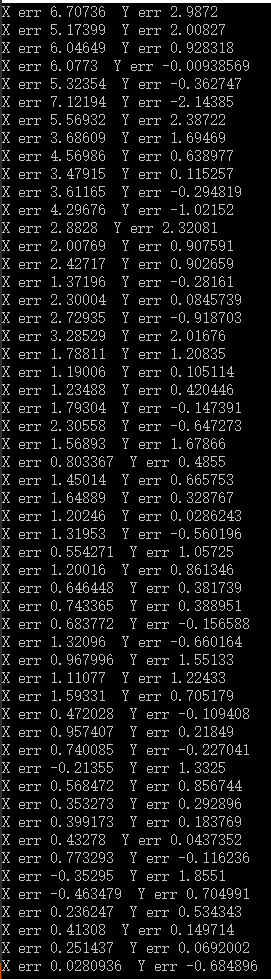 X err 6.70736  Y err 2.9872
X err 5.17399  Y err 2.00827
X err 6.04649  Y err 0.928318
X err 6.0773  Y err -0.00938569
X err 5.32354  Y err -0.362747
X err 7.12194  Y err -2.14385
X err 5.56932  Y err 2.38722
X err 3.68609  Y err 1.69469
X err 4.56986  Y err 0.638977
X err 3.47915  Y err 0.115257
X err 3.61165  Y err -0.294819
X err 4.29676  Y err -1.02152
X err 2.8828  Y err 2.32081
X err 2.00769  Y err 0.907591
X err 2.42717  Y err 0.902659
X err 1.37196  Y err -0.28161
X err 2.30004  Y err 0.0845739
X err 2.72935  Y err -0.918703
X err 3.28529  Y err 2.01676
X err 1.78811  Y err 1.20835
X err 1.19006  Y err 0.105114
X err 1.23488  Y err 0.420446
X err 1.79304  Y err -0.147391
X err 2.30558  Y err -0.647273
X err 1.56893  Y err 1.67866
X err 0.803367  Y err 0.4855
X err 1.45014  Y err 0.665753
X err 1.64889  Y err 0.328767
X err 1.20246  Y err 0.0286243
X err 1.31953  Y err -0.560196
X err 0.554271  Y err 1.05725
X err 1.20016  Y err 0.861346
X err 0.646448  Y err 0.381739
X err 0.743365  Y err 0.388951
X err 0.683772  Y err -0.156588
X err 1.32096  Y err -0.660164
X err 0.967996  Y err 1.55133
X err 1.11077  Y err 1.22433
X err 1.59331  Y err 0.705179
X err 0.472028  Y err -0.109408
X err 0.957407  Y err 0.21849
X err 0.740085  Y err -0.227041
X err -0.21355  Y err 1.3325
X err 0.568472  Y err 0.856744
X err 0.353273  Y err 0.292896
X err 0.399173  Y err 0.183769
X err 0.43278  Y err 0.0437352
X err 0.773293  Y err -0.116236
X err -0.35295  Y err 1.8551
X err -0.463479  Y err 0.704991
X err 0.236247  Y err 0.534343
X err 0.41308  Y err 0.149714
X err 0.251437  Y err 0.0692002
X err 0.0280936  Y err -0.684896